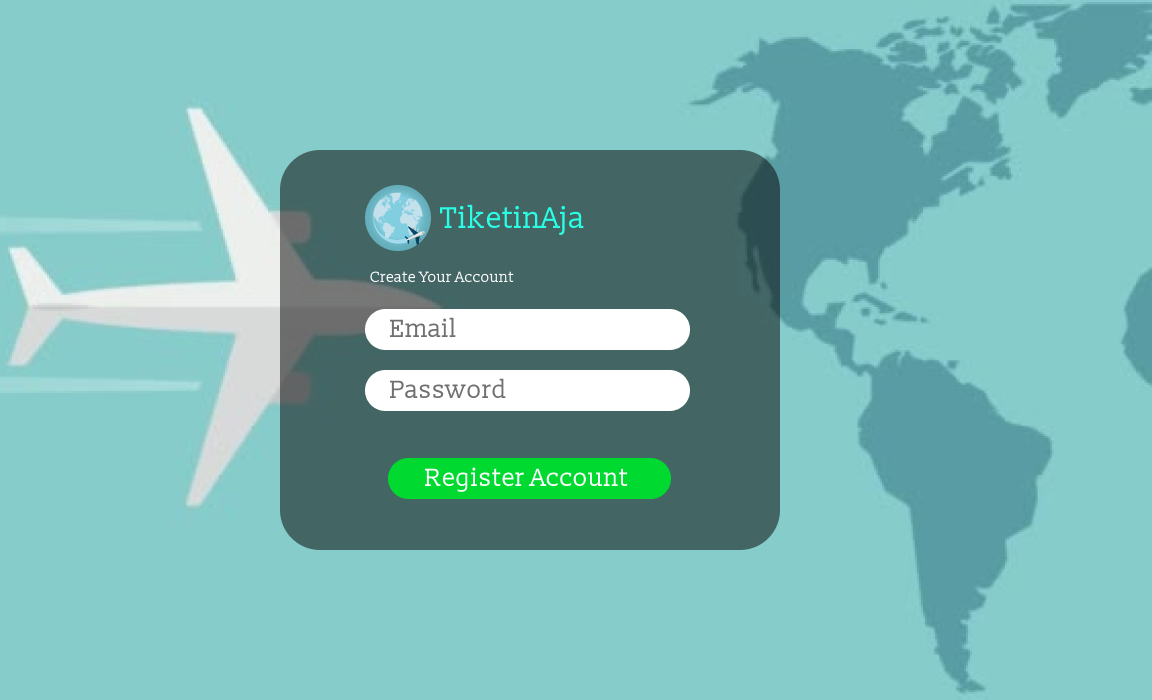 TiketinAja
Create Your Account
Email
Password
Register Account